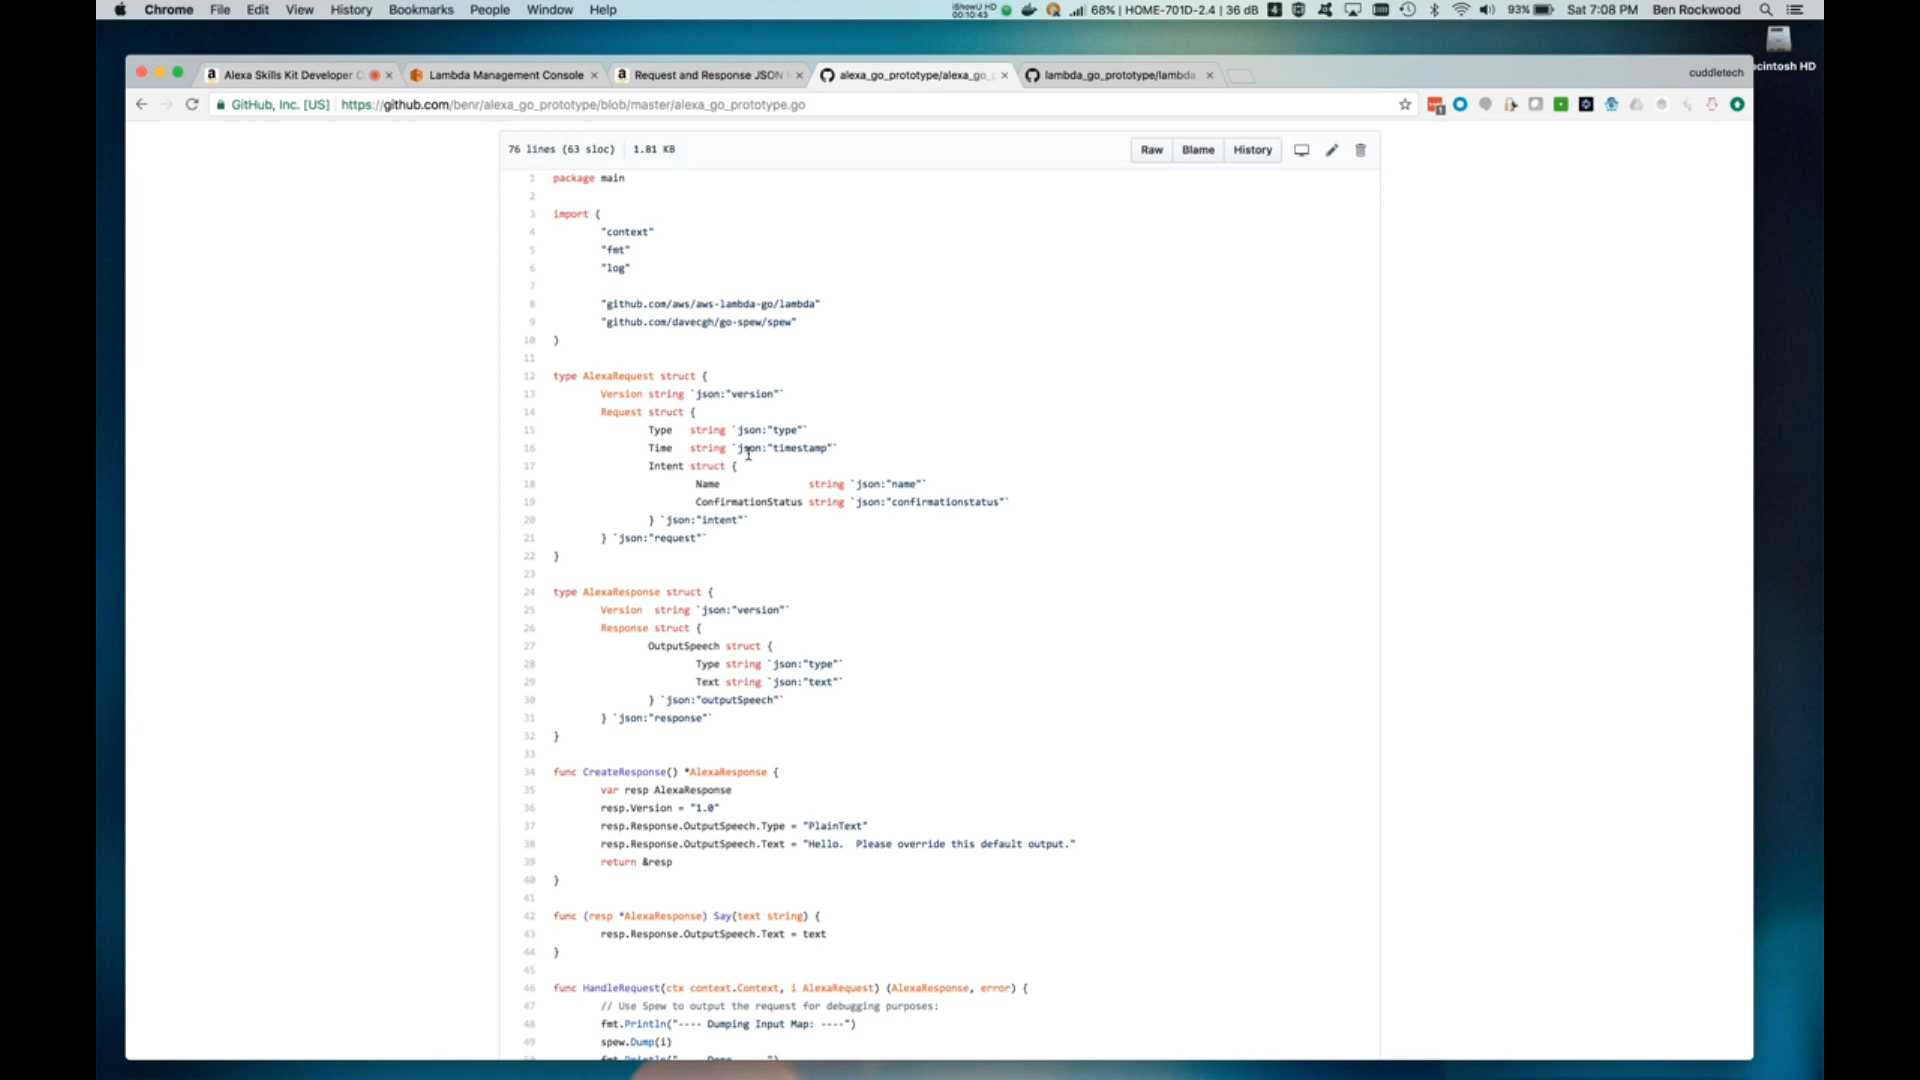 Chrome File Edit View History Bookmarks People Window Help iShowU HD 00:10:43 68% | HOME-701D-2.4 | 36 dB 93% Sat 7:08 PM Ben Rockwood
cintosh HD
Alexa Skills Kit Developer C Lambda Management Console Request and Response JSON alexa_go_prototype/alexa_go_ lambda_go_prototype/lambda_ cuddletech
GitHub, Inc. [US] https://github.com/benr/alexa_go_prototype/blob/master/alexa_go_prototype.go
76 lines (63 sloc) 1.81 KB Raw Blame History
1 package main
2
3 import (
4 "context"
5 "fmt"
6 "log"
7
8 "github.com/aws/aws-lambda-go/lambda"
9 "github.com/davecgh/go-spew/spew"
10 )
11
12 type AlexaRequest struct {
13 Version string `json:"version"`
14 Request struct {
15 Type string `json:"type"`
16 Time string `json:"timestamp"`
17 Intent struct {
18 Name string `json:"name"`
19 ConfirmationStatus string `json:"confirmationstatus"`
20 } `json:"intent"`
21 } `json:"request"`
22 }
23
24 type AlexaResponse struct {
25 Version string `json:"version"`
26 Response struct {
27 OutputSpeech struct {
28 Type string `json:"type"`
29 Text string `json:"text"`
30 } `json:"outputSpeech"`
31 } `json:"response"`
32 }
33
34 func CreateResponse() *AlexaResponse {
35 var resp AlexaResponse
36 resp.Version = "1.0"
37 resp.Response.OutputSpeech.Type = "PlainText"
38 resp.Response.OutputSpeech.Text = "Hello.  Please override this default output."
39 return &resp
40 }
41
42 func (resp *AlexaResponse) Say(text string) {
43 resp.Response.OutputSpeech.Text = text
44 }
45
46 func HandleRequest(ctx context.Context, i AlexaRequest) (AlexaResponse, error) {
47 // Use Spew to output the request for debugging purposes:
48 fmt.Println("---- Dumping Input Map: ----")
49 spew.Dump(i)